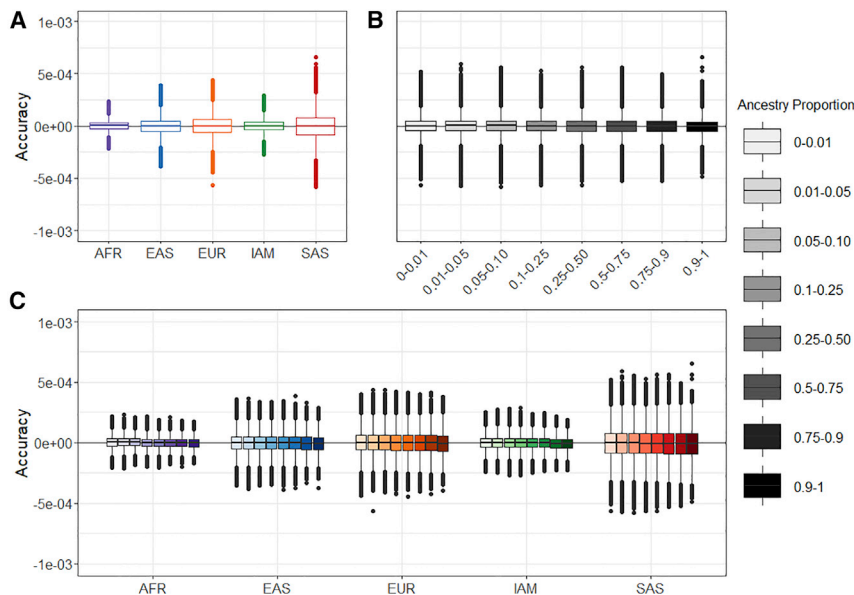 A
1e-03
5e-04
0e+00
-5e-04
-1e-03
Accuracy
AFR EAS EUR IAM SAS
B
0-0.01 0.01-0.05 0.05-0.10 0.1-0.25 0.25-0.50 0.5-0.75 0.75-0.9 0.9-1
Ancestry Proportion
0-0.01
0.01-0.05
0.05-0.10
0.1-0.25
0.25-0.50
0.5-0.75
0.75-0.9
0.9-1
C
1e-03
5e-04
0e+00
-5e-04
-1e-03
Accuracy
AFR EAS EUR IAM SAS